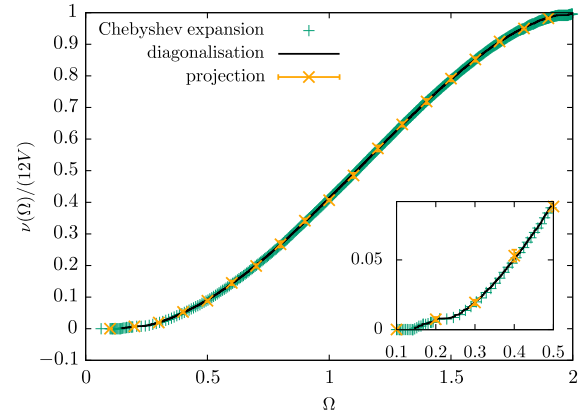 1
0.9
0.8
0.7
0.6
0.5
0.4
0.3
0.2
0.1
0
−0.1
ν(Ω)/(12V)
Chebyshev expansion
diagonalisation
projection
0.05
0
0.1 0.2 0.3 0.4 0.5
0 0.5 1 1.5 2
Ω